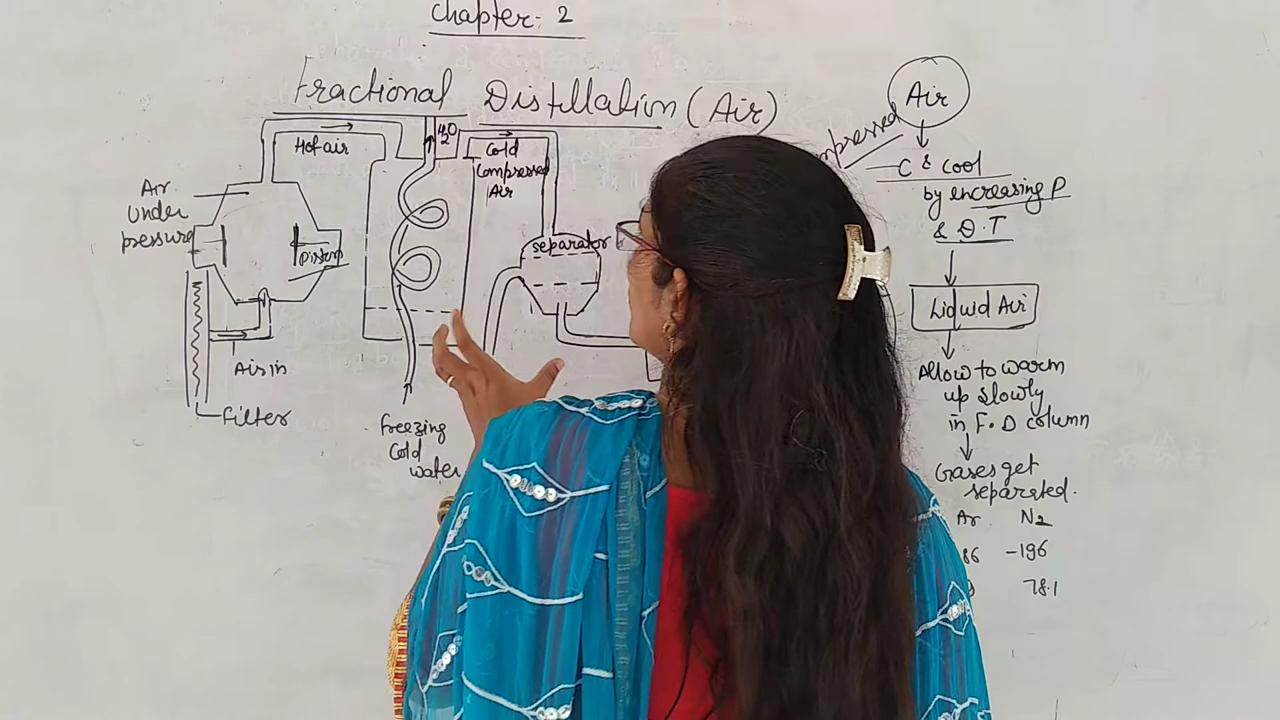 Chapter: 2
Fractional Distillation (Air)
Hot air
H2O
Cold
Compressed
Air
Air
Under
pressure
Piston
separator
Air in
Filter
Freezing
Cold
water
Air
C & cool
by increasing P
& D.T
Liquid Air
Allow to warm
up slowly
in F.D column
Gases get
separated.
Ar N2
86 -196
78.1